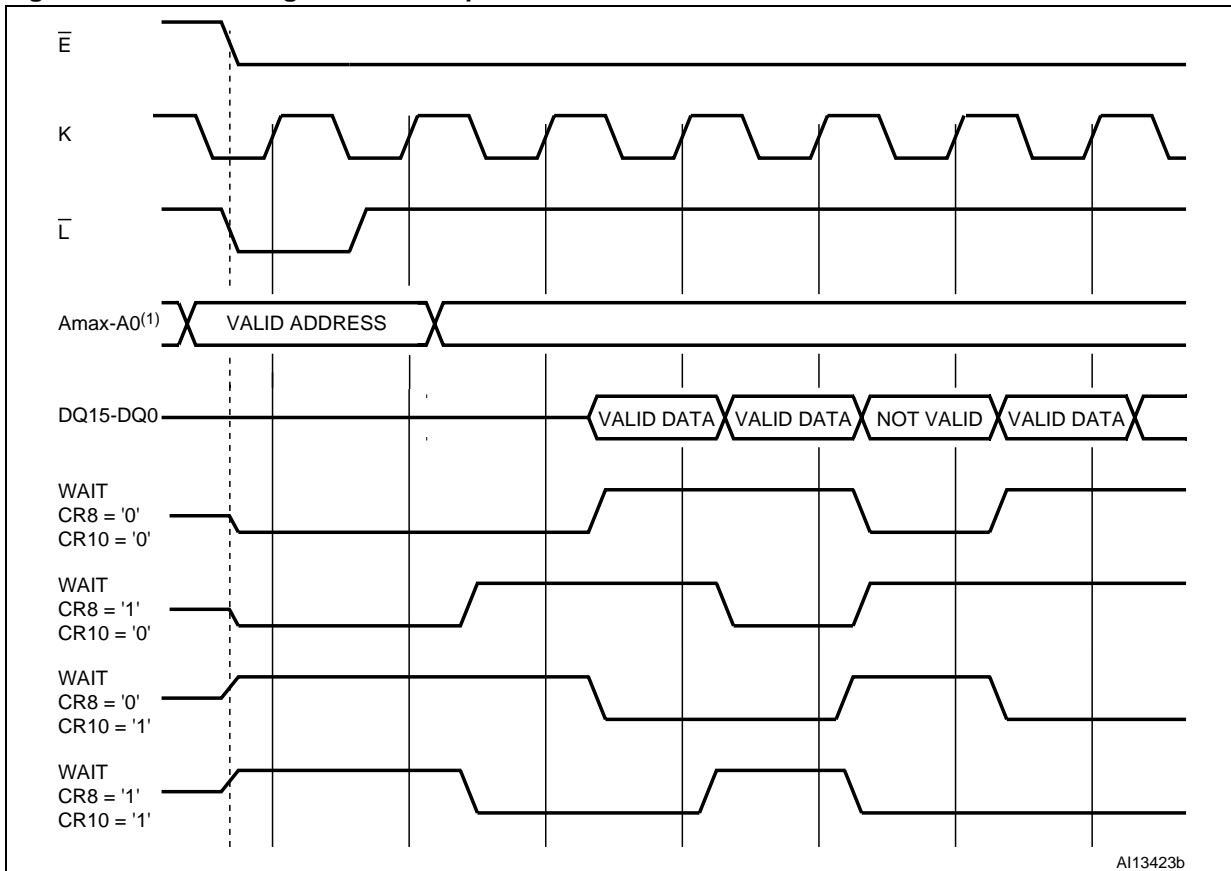 E
K
L
Amax-A0(1)
VALID ADDRESS
DQ15-DQ0
VALID DATA
VALID DATA
NOT VALID
VALID DATA
WAIT
CR8 = '0'
CR10 = '0'
WAIT
CR8 = '1'
CR10 = '0'
WAIT
CR8 = '0'
CR10 = '1'
WAIT
CR8 = '1'
CR10 = '1'
AI13423b